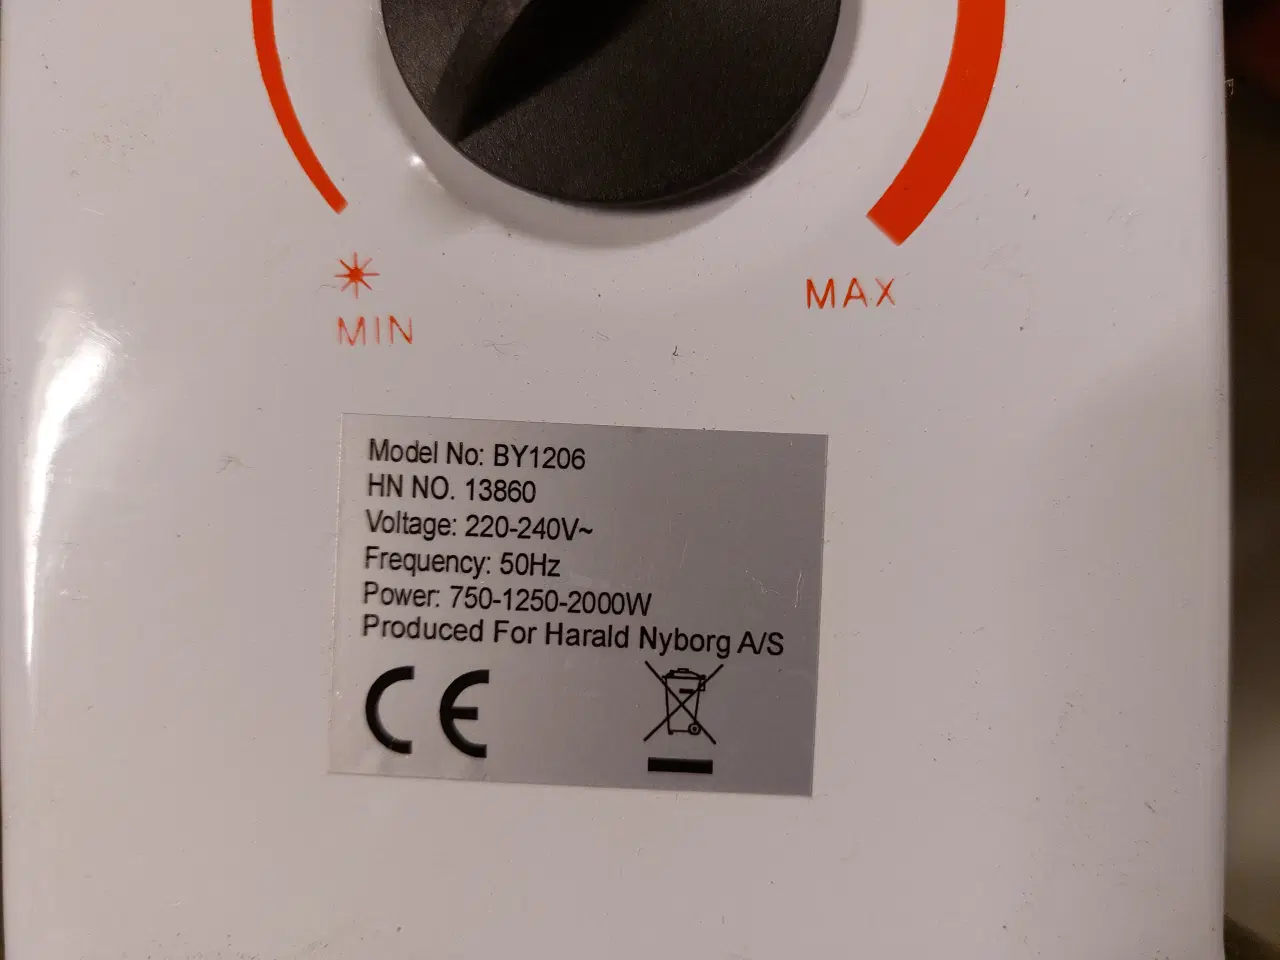 MIN
MAX
Model No: BY1206
HN NO. 13860
Voltage: 220-240V~
Frequency: 50Hz
Power: 750-1250-2000W
Produced For Harald Nyborg A/S
CE